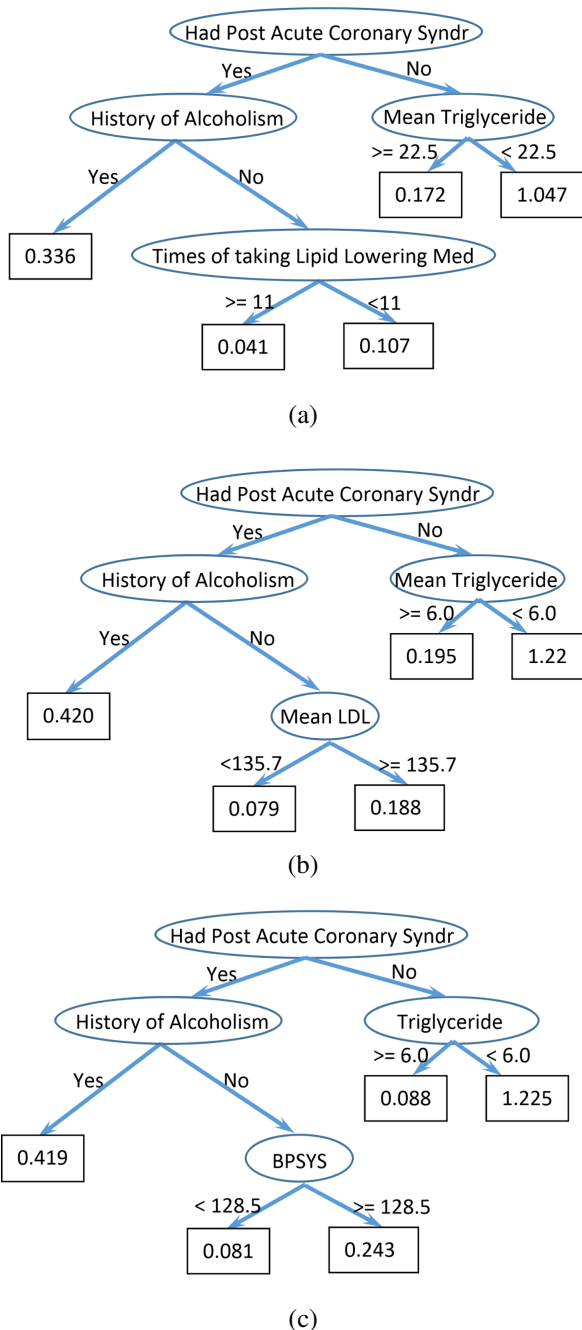 Had Post Acute Coronary Syndr
Yes No
History of Alcoholism Mean Triglyceride
>= 22.5 < 22.5
Yes No
0.172 1.047
0.336 Times of taking Lipid Lowering Med
>= 11 <11
0.041 0.107
(a)
Had Post Acute Coronary Syndr
Yes No
History of Alcoholism Mean Triglyceride
>= 6.0 < 6.0
Yes No
0.195 1.22
0.420 Mean LDL
<135.7 >= 135.7
0.079 0.188
(b)
Had Post Acute Coronary Syndr
Yes No
History of Alcoholism Triglyceride
>= 6.0 < 6.0
Yes No
0.088 1.225
0.419 BPSYS
< 128.5 >= 128.5
0.081 0.243
(c)